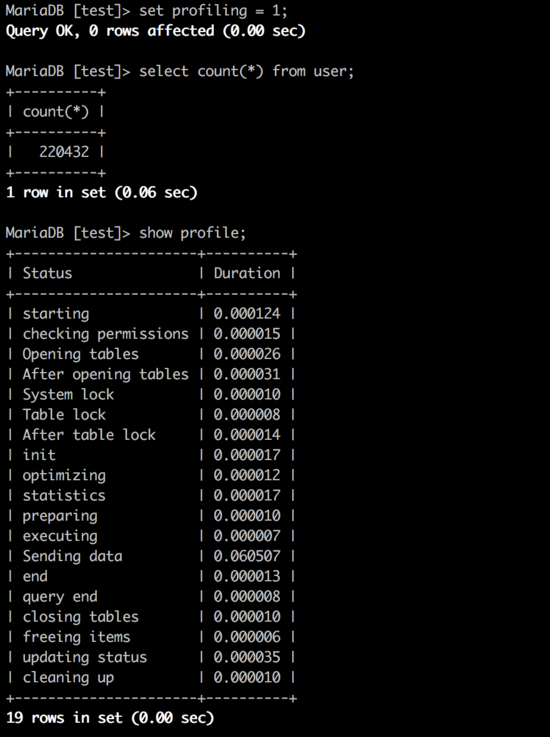 MariaDB [test]> set profiling = 1;
Query OK, 0 rows affected (0.00 sec)
MariaDB [test]> select count(*) from user;
+----------+
| count(*) |
+----------+
|   220432 |
+----------+
1 row in set (0.06 sec)
MariaDB [test]> show profile;
+----------------------+----------+
| Status               | Duration |
+----------------------+----------+
| starting             | 0.000124 |
| checking permissions | 0.000015 |
| Opening tables       | 0.000026 |
| After opening tables | 0.000031 |
| System lock          | 0.000010 |
| Table lock           | 0.000008 |
| After table lock     | 0.000014 |
| init                 | 0.000017 |
| optimizing           | 0.000012 |
| statistics           | 0.000017 |
| preparing            | 0.000010 |
| executing            | 0.000007 |
| Sending data         | 0.060507 |
| end                  | 0.000013 |
| query end            | 0.000008 |
| closing tables       | 0.000010 |
| freeing items        | 0.000006 |
| updating status      | 0.000035 |
| cleaning up          | 0.000010 |
+----------------------+----------+
19 rows in set (0.00 sec)